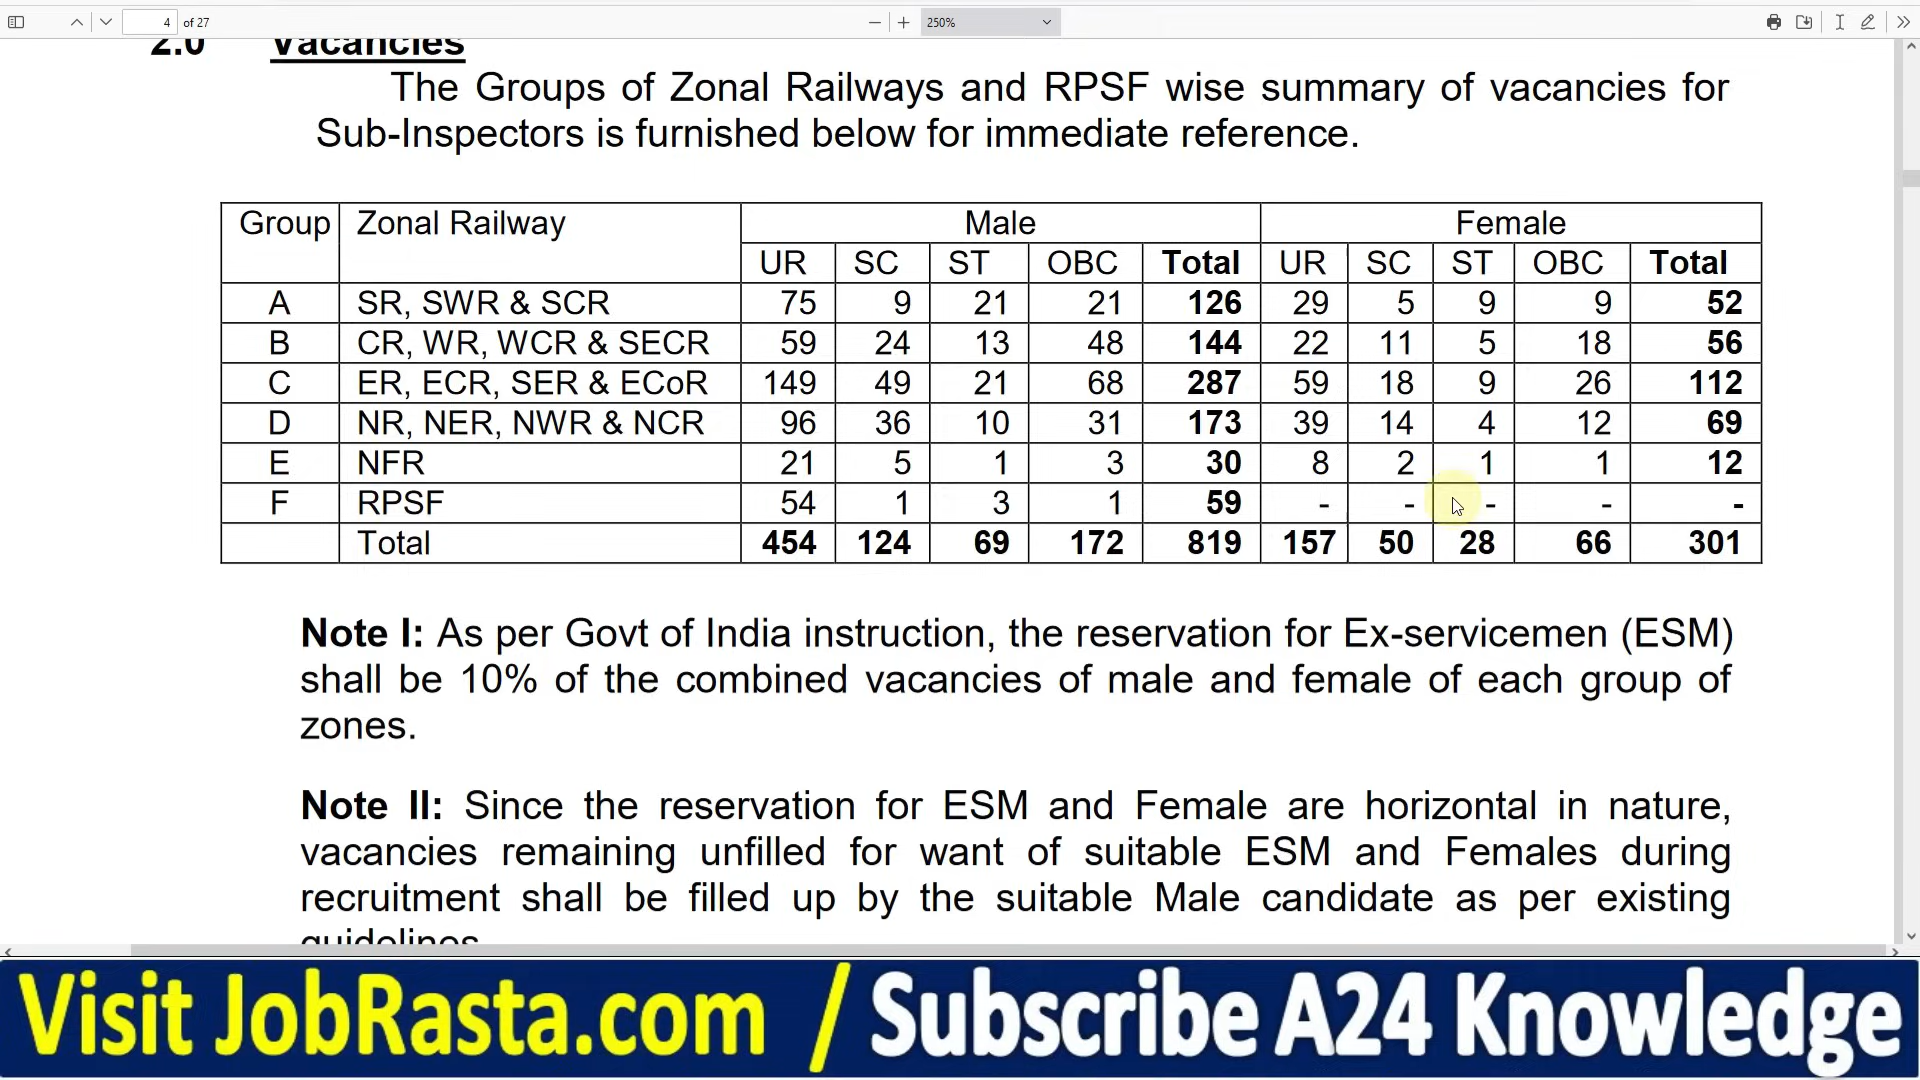 4 of 27
250%
2.0 Vacancies
The Groups of Zonal Railways and RPSF wise summary of vacancies for
Sub-Inspectors is furnished below for immediate reference.
Group Zonal Railway Male Female
UR SC ST OBC Total UR SC ST OBC Total
A SR, SWR & SCR 75 9 21 21 126 29 5 9 9 52
B CR, WR, WCR & SECR 59 24 13 48 144 22 11 5 18 56
C ER, ECR, SER & ECoR 149 49 21 68 287 59 18 9 26 112
D NR, NER, NWR & NCR 96 36 10 31 173 39 14 4 12 69
E NFR 21 5 1 3 30 8 2 1 1 12
F RPSF 54 1 3 1 59 - - - - -
Total 454 124 69 172 819 157 50 28 66 301
Note I: As per Govt of India instruction, the reservation for Ex-servicemen (ESM)
shall be 10% of the combined vacancies of male and female of each group of
zones.
Note II: Since the reservation for ESM and Female are horizontal in nature,
vacancies remaining unfilled for want of suitable ESM and Females during
recruitment shall be filled up by the suitable Male candidate as per existing
guidelines
Visit JobRasta.com / Subscribe A24 Knowledge